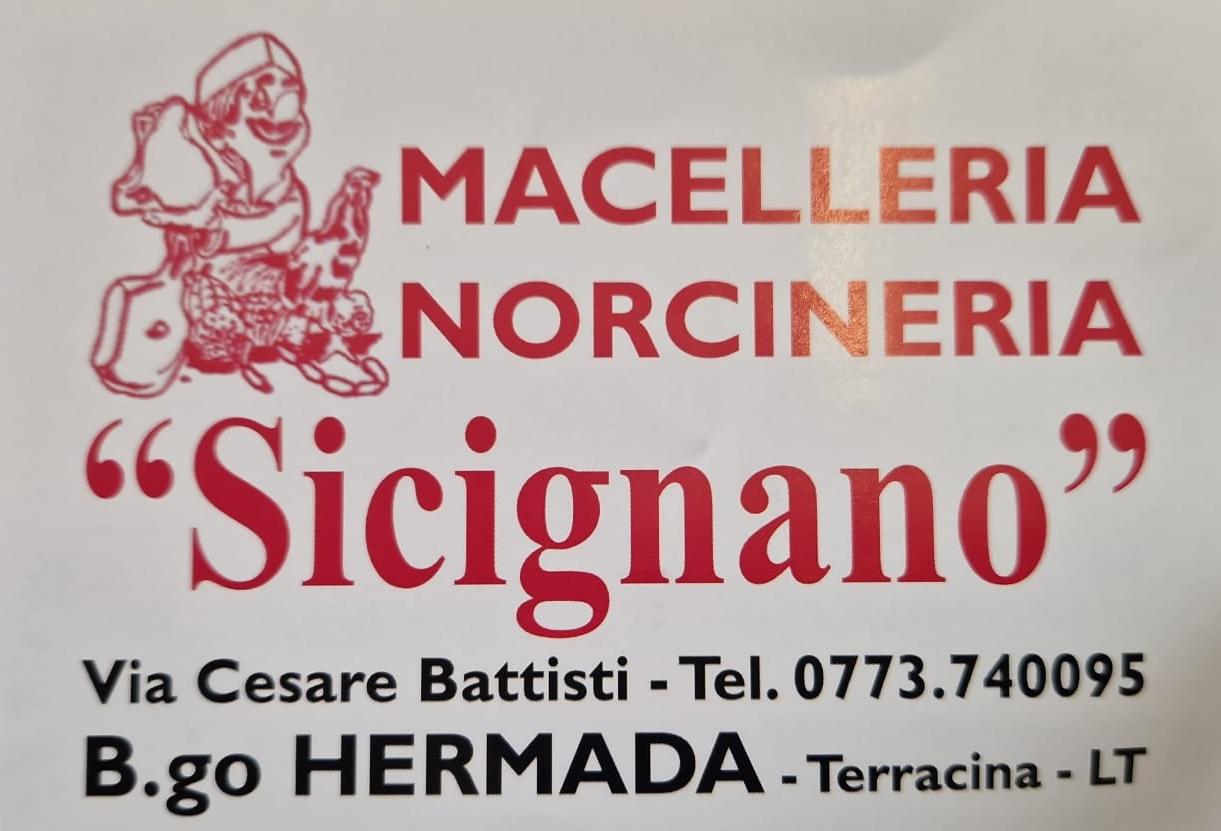 MACELLERIA
NORCINERIA
“Sicignano”
Via Cesare Battisti - Tel. 0773.740095
B.go HERMADA - Terracina - LT